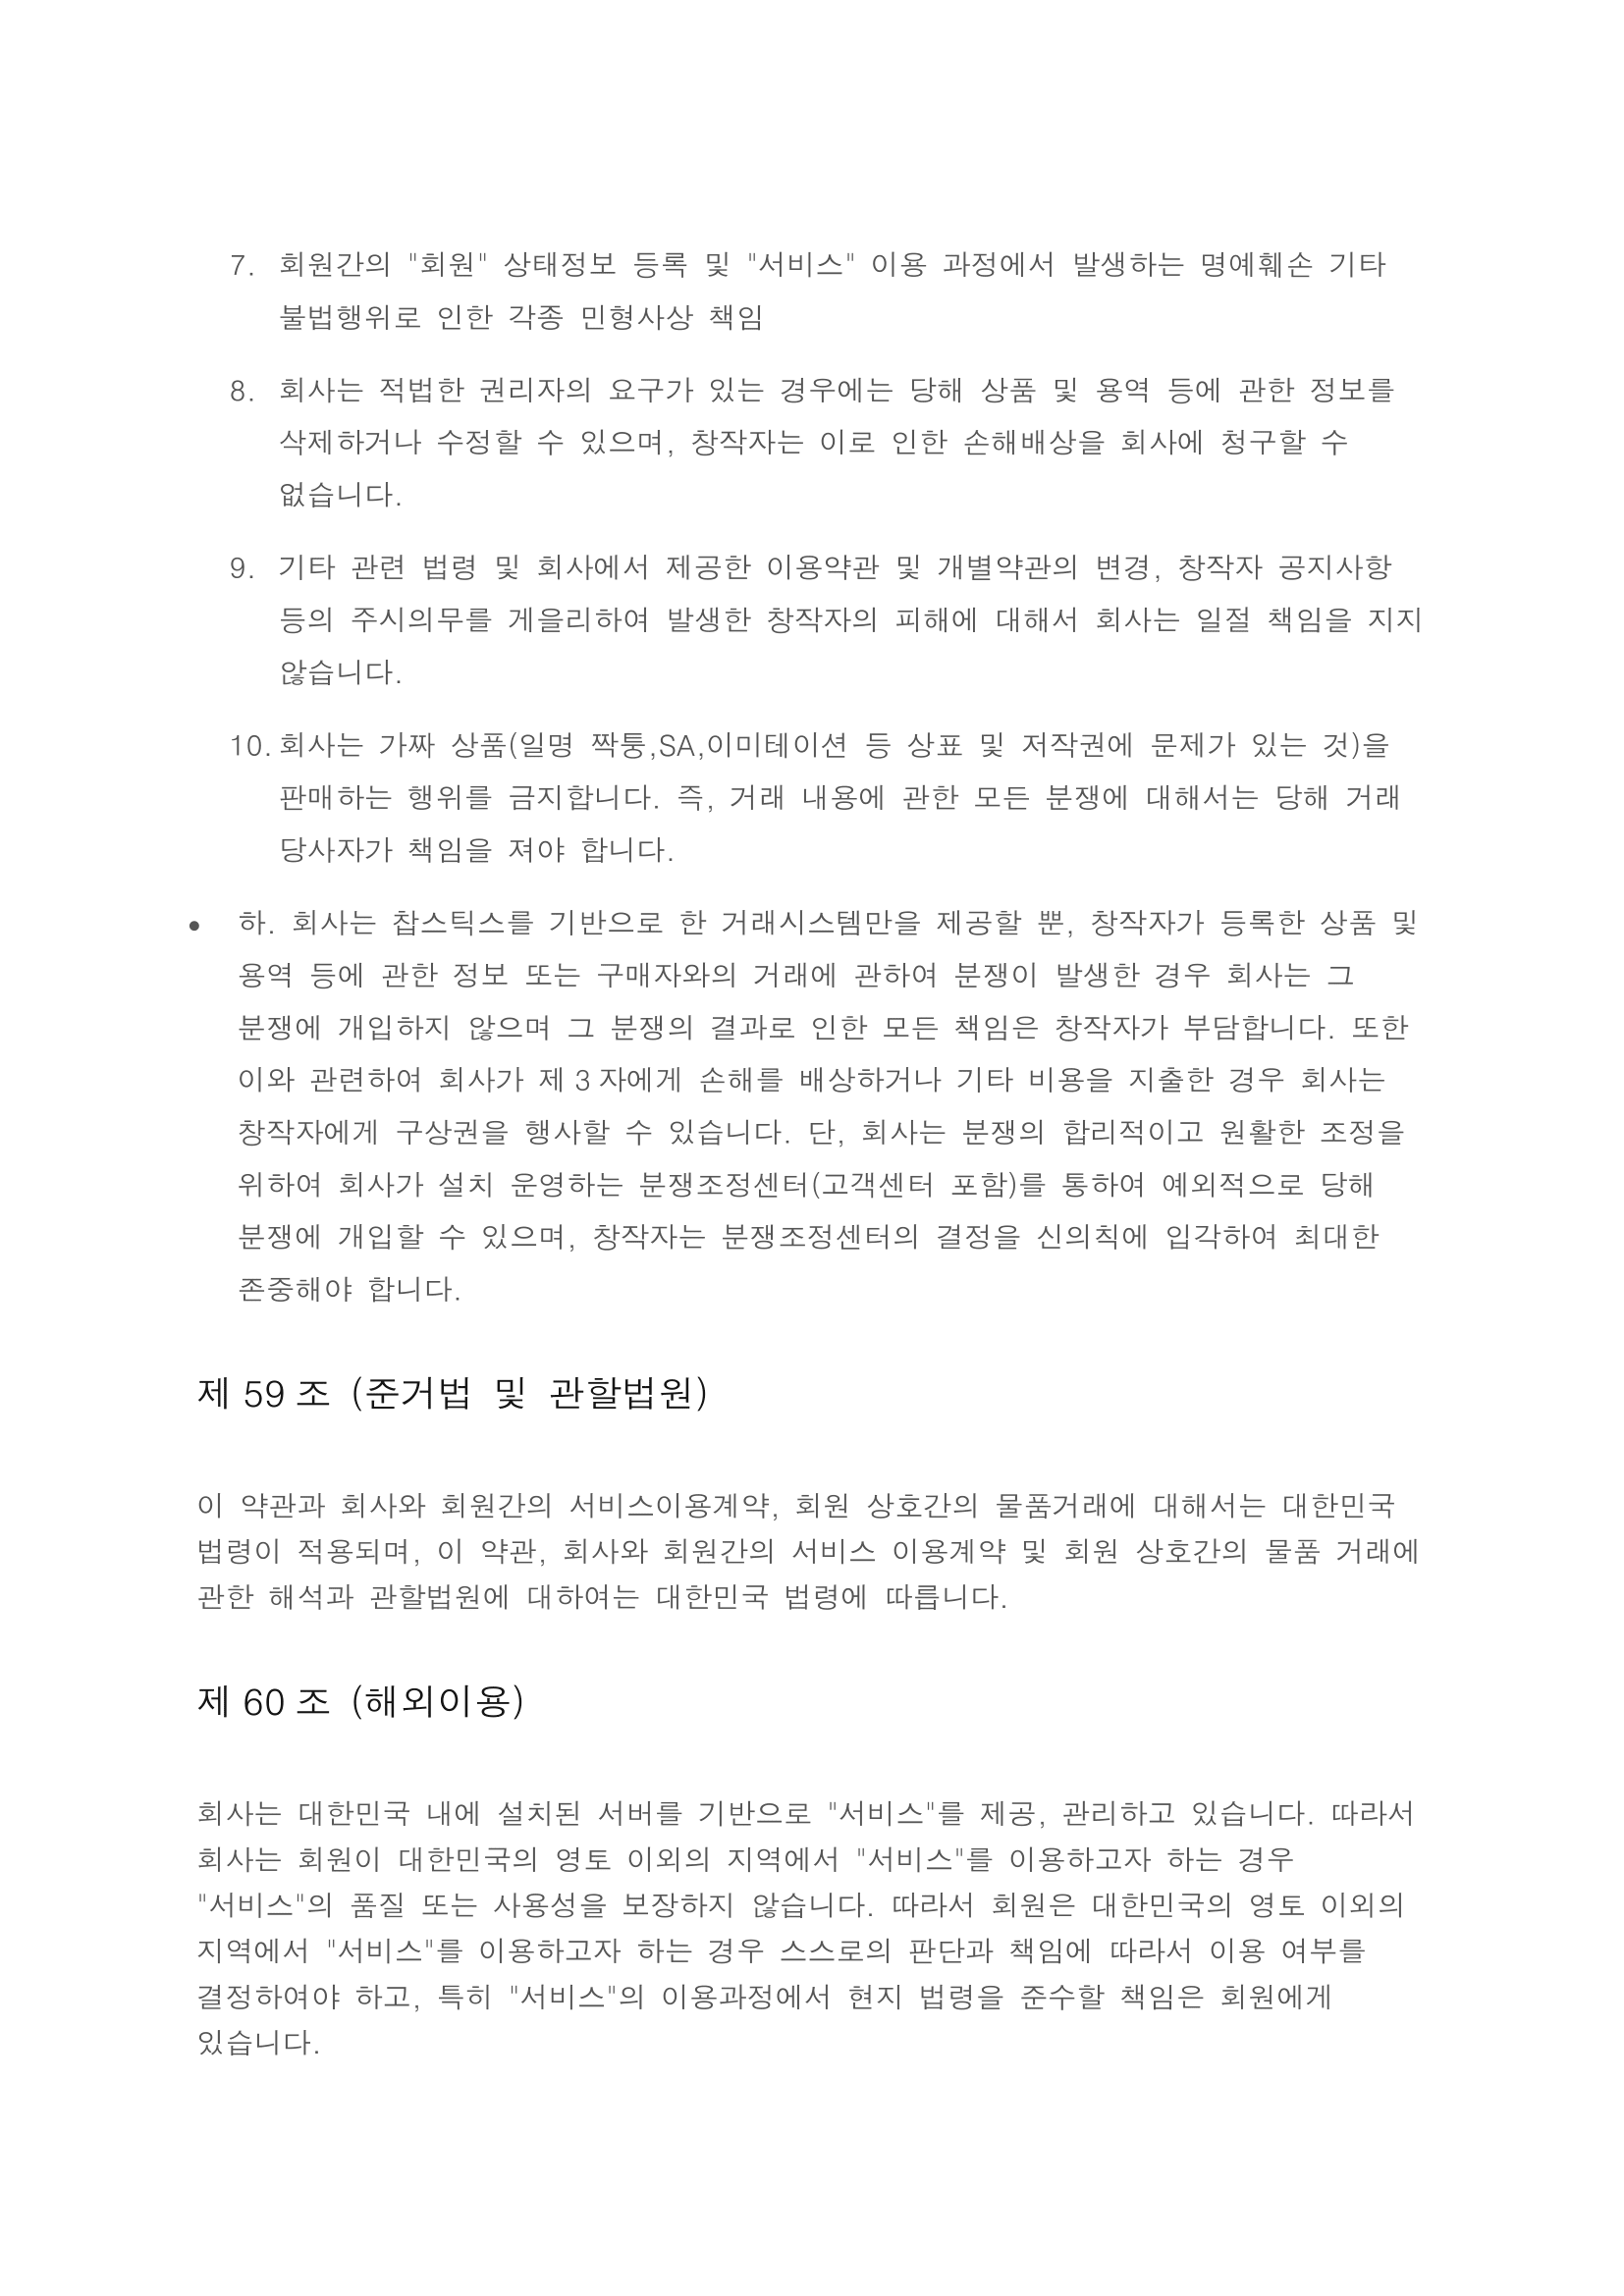 7. 회원간의 "회원" 상태정보 등록 및 "서비스" 이용 과정에서 발생하는 명예훼손 기타
불법행위로 인한 각종 민형사상 책임
8. 회사는 적법한 권리자의 요구가 있는 경우에는 당해 상품 및 용역 등에 관한 정보를
삭제하거나 수정할 수 있으며, 창작자는 이로 인한 손해배상을 회사에 청구할 수
없습니다.
9. 기타 관련 법령 및 회사에서 제공한 이용약관 및 개별약관의 변경, 창작자 공지사항
등의 주시의무를 게을리하여 발생한 창작자의 피해에 대해서 회사는 일절 책임을 지지
않습니다.
10. 회사는 가짜 상품(일명 짝퉁,SA,이미테이션 등 상표 및 저작권에 문제가 있는 것)을
판매하는 행위를 금지합니다. 즉, 거래 내용에 관한 모든 분쟁에 대해서는 당해 거래
당사자가 책임을 져야 합니다.
• 하. 회사는 찹스틱스를 기반으로 한 거래시스템만을 제공할 뿐, 창작자가 등록한 상품 및
용역 등에 관한 정보 또는 구매자와의 거래에 관하여 분쟁이 발생한 경우 회사는 그
분쟁에 개입하지 않으며 그 분쟁의 결과로 인한 모든 책임은 창작자가 부담합니다. 또한
이와 관련하여 회사가 제 3 자에게 손해를 배상하거나 기타 비용을 지출한 경우 회사는
창작자에게 구상권을 행사할 수 있습니다. 단, 회사는 분쟁의 합리적이고 원활한 조정을
위하여 회사가 설치 운영하는 분쟁조정센터(고객센터 포함)를 통하여 예외적으로 당해
분쟁에 개입할 수 있으며, 창작자는 분쟁조정센터의 결정을 신의칙에 입각하여 최대한
존중해야 합니다.
제 59 조 (준거법 및 관할법원)
이 약관과 회사와 회원간의 서비스이용계약, 회원 상호간의 물품거래에 대해서는 대한민국
법령이 적용되며, 이 약관, 회사와 회원간의 서비스 이용계약 및 회원 상호간의 물품 거래에
관한 해석과 관할법원에 대하여는 대한민국 법령에 따릅니다.
제 60 조 (해외이용)
회사는 대한민국 내에 설치된 서버를 기반으로 "서비스"를 제공, 관리하고 있습니다. 따라서
회사는 회원이 대한민국의 영토 이외의 지역에서 "서비스"를 이용하고자 하는 경우
"서비스"의 품질 또는 사용성을 보장하지 않습니다. 따라서 회원은 대한민국의 영토 이외의
지역에서 "서비스"를 이용하고자 하는 경우 스스로의 판단과 책임에 따라서 이용 여부를
결정하여야 하고, 특히 "서비스"의 이용과정에서 현지 법령을 준수할 책임은 회원에게
있습니다.